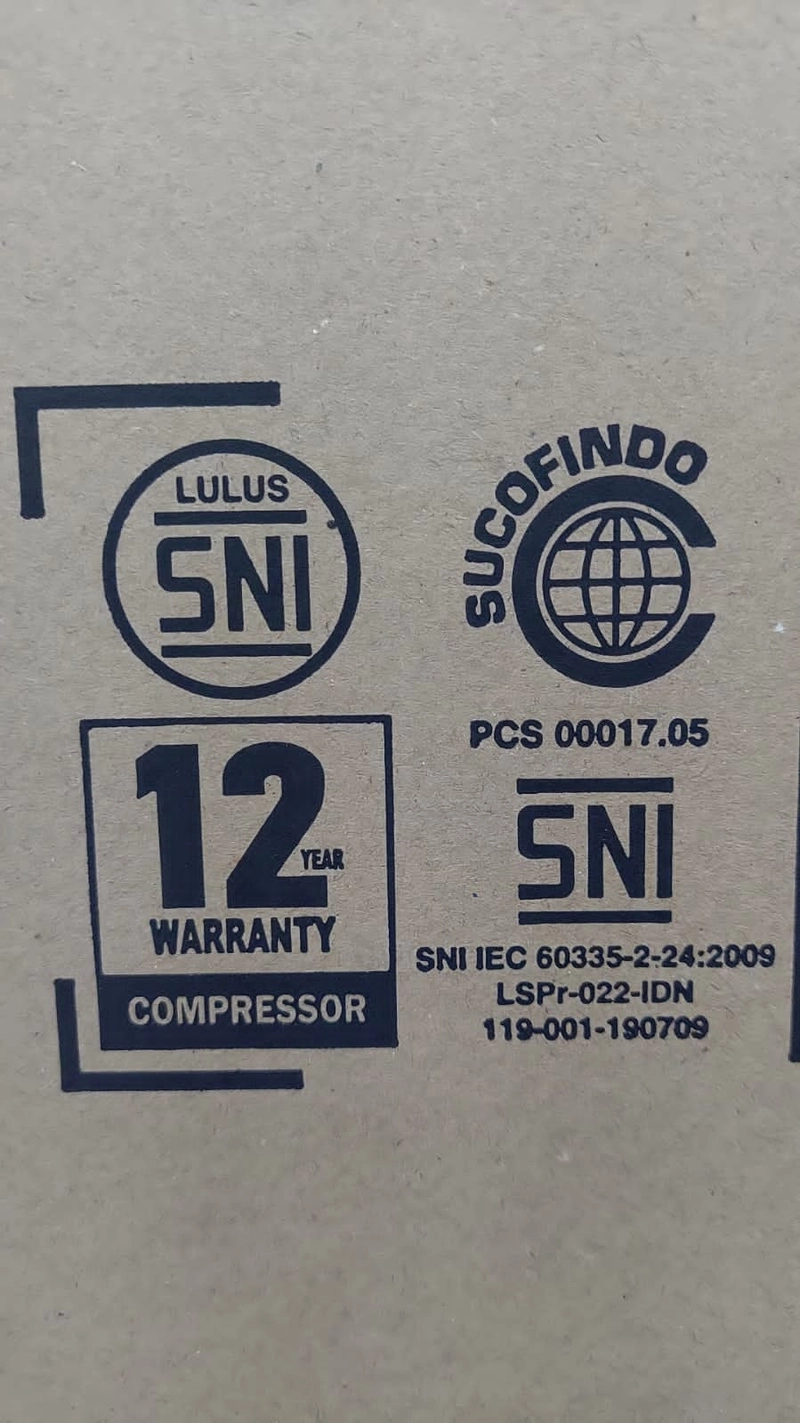 LULUS
SNI
12
YEAR
WARRANTY
COMPRESSOR
SUCOFINDO
PCS 00017.05
SNI
SNI IEC 60335-2-24:2009
LSPr-022-IDN
119-001-190709